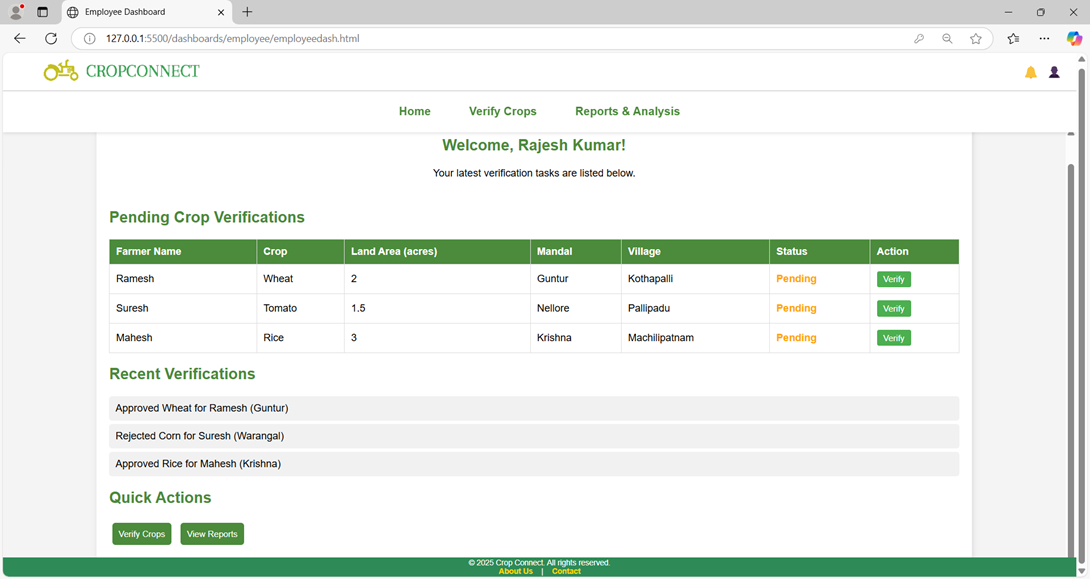 Employee Dashboard
127.0.0.1:5500/dashboards/employee/employeedash.html
CROPCONNECT
Home Verify Crops Reports & Analysis
Welcome, Rajesh Kumar!
Your latest verification tasks are listed below.
Pending Crop Verifications
Farmer Name Crop Land Area (acres) Mandal Village Status Action
Ramesh Wheat 2 Guntur Kothapalli Pending Verify
Suresh Tomato 1.5 Nellore Pallipadu Pending Verify
Mahesh Rice 3 Krishna Machilipatnam Pending Verify
Recent Verifications
Approved Wheat for Ramesh (Guntur)
Rejected Corn for Suresh (Warangal)
Approved Rice for Mahesh (Krishna)
Quick Actions
Verify Crops View Reports
© 2025 Crop Connect. All rights reserved.
About Us | Contact